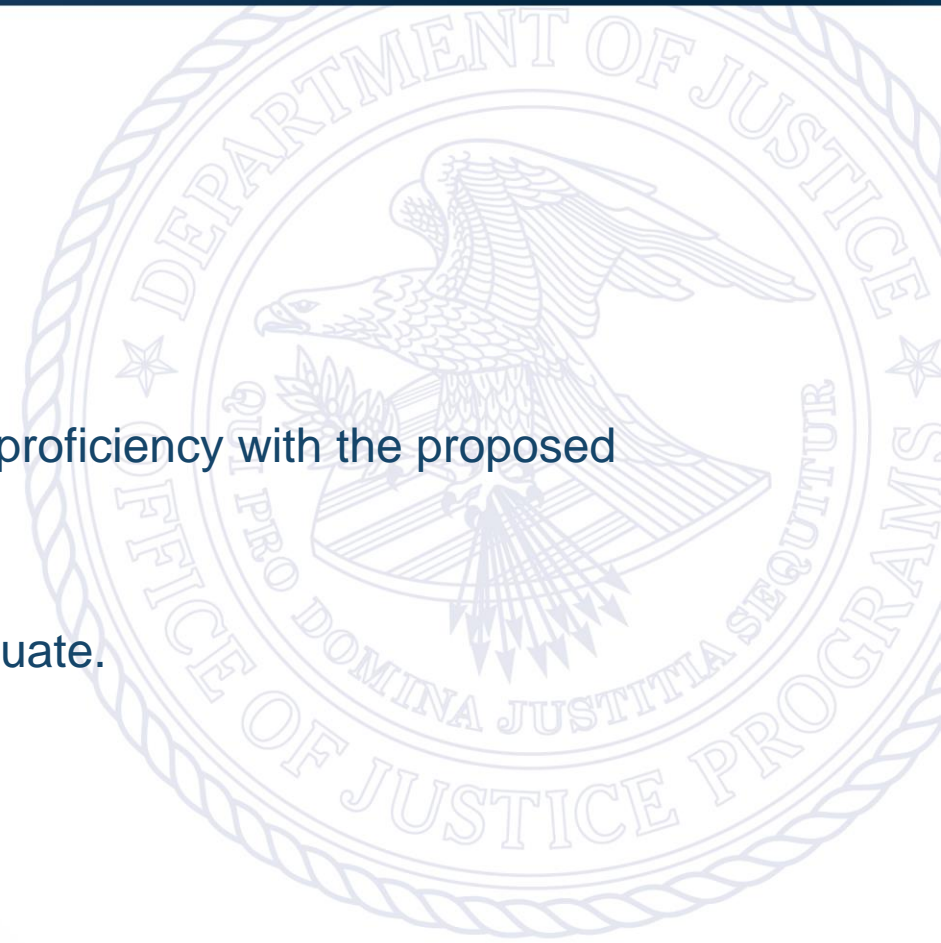 DEPARTMENT OF JUSTICE
proficiency with the proposed
uate.
QUI PRO DOMINA JUSTITIA SEQUITUR
OFFICE OF JUSTICE PROGRAMS